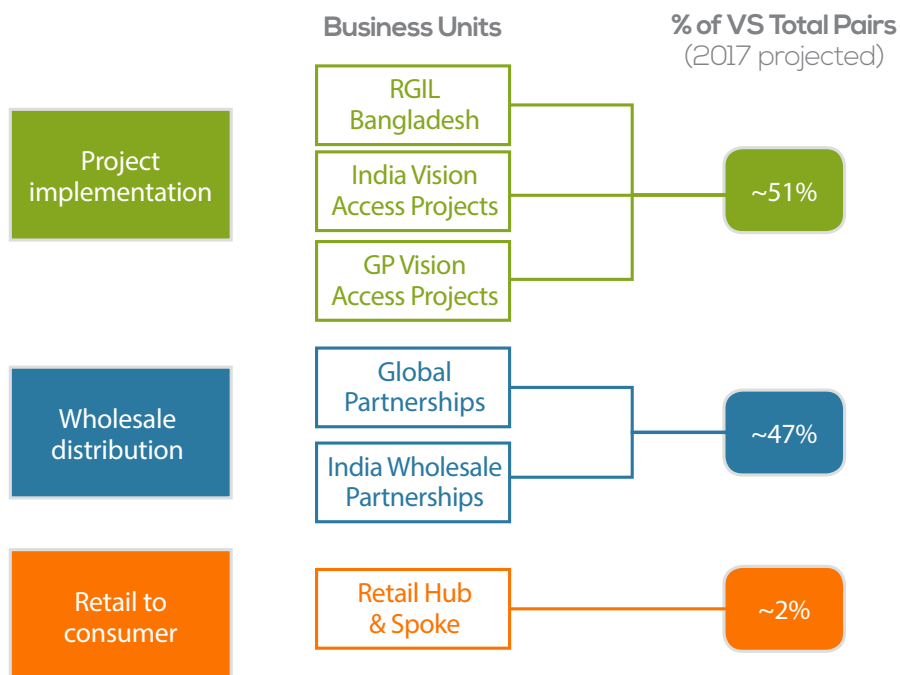 Business Units
% of VS Total Pairs
(2017 projected)
Project
implementation
RGIL
Bangladesh
India Vision
Access Projects
GP Vision
Access Projects
~51%
Wholesale
distribution
Global
Partnerships
India Wholesale
Partnerships
~47%
Retail to
consumer
Retail Hub
& Spoke
~2%